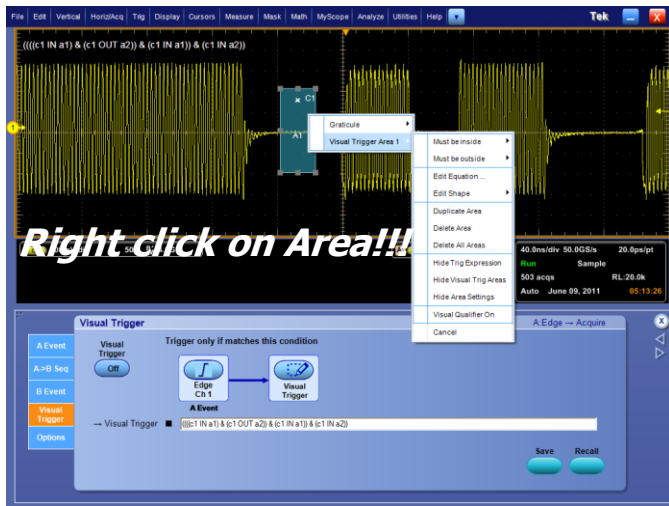 File Edit Vertical Horiz/Acq Trig Display Cursors Measure Mask Math MyScope Analyze Utilities Help Tek X
((((c1 IN a1) & (c1 OUT a2)) & (c1 IN a1)) & (c1 IN a2))
x C1
A1
1
Graticule
Visual Trigger Area 1
Must be inside
Must be outside
Edit Equation ...
Edit Shape
Duplicate Area
Delete Area
Delete All Areas
Hide Trig Expression
Hide Visual Trig Areas
Hide Area Settings
Visual Qualifier On
Cancel
Right click on Area!!!
40.0ns/div 50.0GS/s 20.0ps/pt
Run Sample
503 acqs RL:20.0k
Auto June 09, 2011 05:13:26
Visual Trigger A:Edge → Acquire X
A Event
A->B Seq
B Event
Visual Trigger
Options
Visual Trigger
Off
Trigger only if matches this condition
Edge
Ch 1
A Event
Visual
Trigger
→ Visual Trigger ((((c1 IN a1) & (c1 OUT a2)) & (c1 IN a1)) & (c1 IN a2))
Save Recall